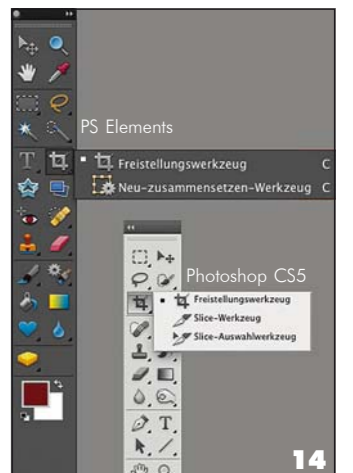 PS Elements
Freistellungswerkzeug C
Neu-zusammensetzen-Werkzeug C
Photoshop CS5
Freistellungswerkzeug
Slice-Werkzeug
Slice-Auswahlwerkzeug
14